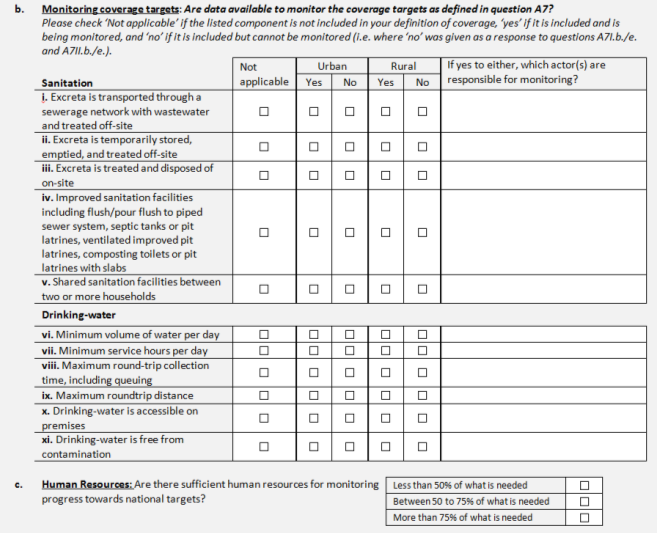 b. Monitoring coverage targets: Are data available to monitor the coverage targets as defined in question A7?
Please check ‘Not applicable’ if the listed component is not included in your definition of coverage, ‘yes’ if it is included and is
being monitored, and ‘no’ if it is included but cannot be monitored (i.e. where ‘no’ was given as a response to questions A7I.b./e.
and A7II.b./e.).
Not Urban Rural If yes to either, which actor(s) are
Sanitation applicable Yes No Yes No responsible for monitoring?
i. Excreta is transported through a
sewerage network with wastewater
and treated off-site
ii. Excreta is temporarily stored,
emptied, and treated off-site
iii. Excreta is treated and disposed of
on-site
iv. Improved sanitation facilities
including flush/pour flush to piped
sewer system, septic tanks or pit
latrines, ventilated improved pit
latrines, composting toilets or pit
latrines with slabs
v. Shared sanitation facilities between
two or more households
Drinking-water
vi. Minimum volume of water per day
vii. Minimum service hours per day
viii. Maximum round-trip collection
time, including queuing
ix. Maximum roundtrip distance
x. Drinking-water is accessible on
premises
xi. Drinking-water is free from
contamination
c. Human Resources: Are there sufficient human resources for monitoring
progress towards national targets?
Less than 50% of what is needed
Between 50 to 75% of what is needed
More than 75% of what is needed